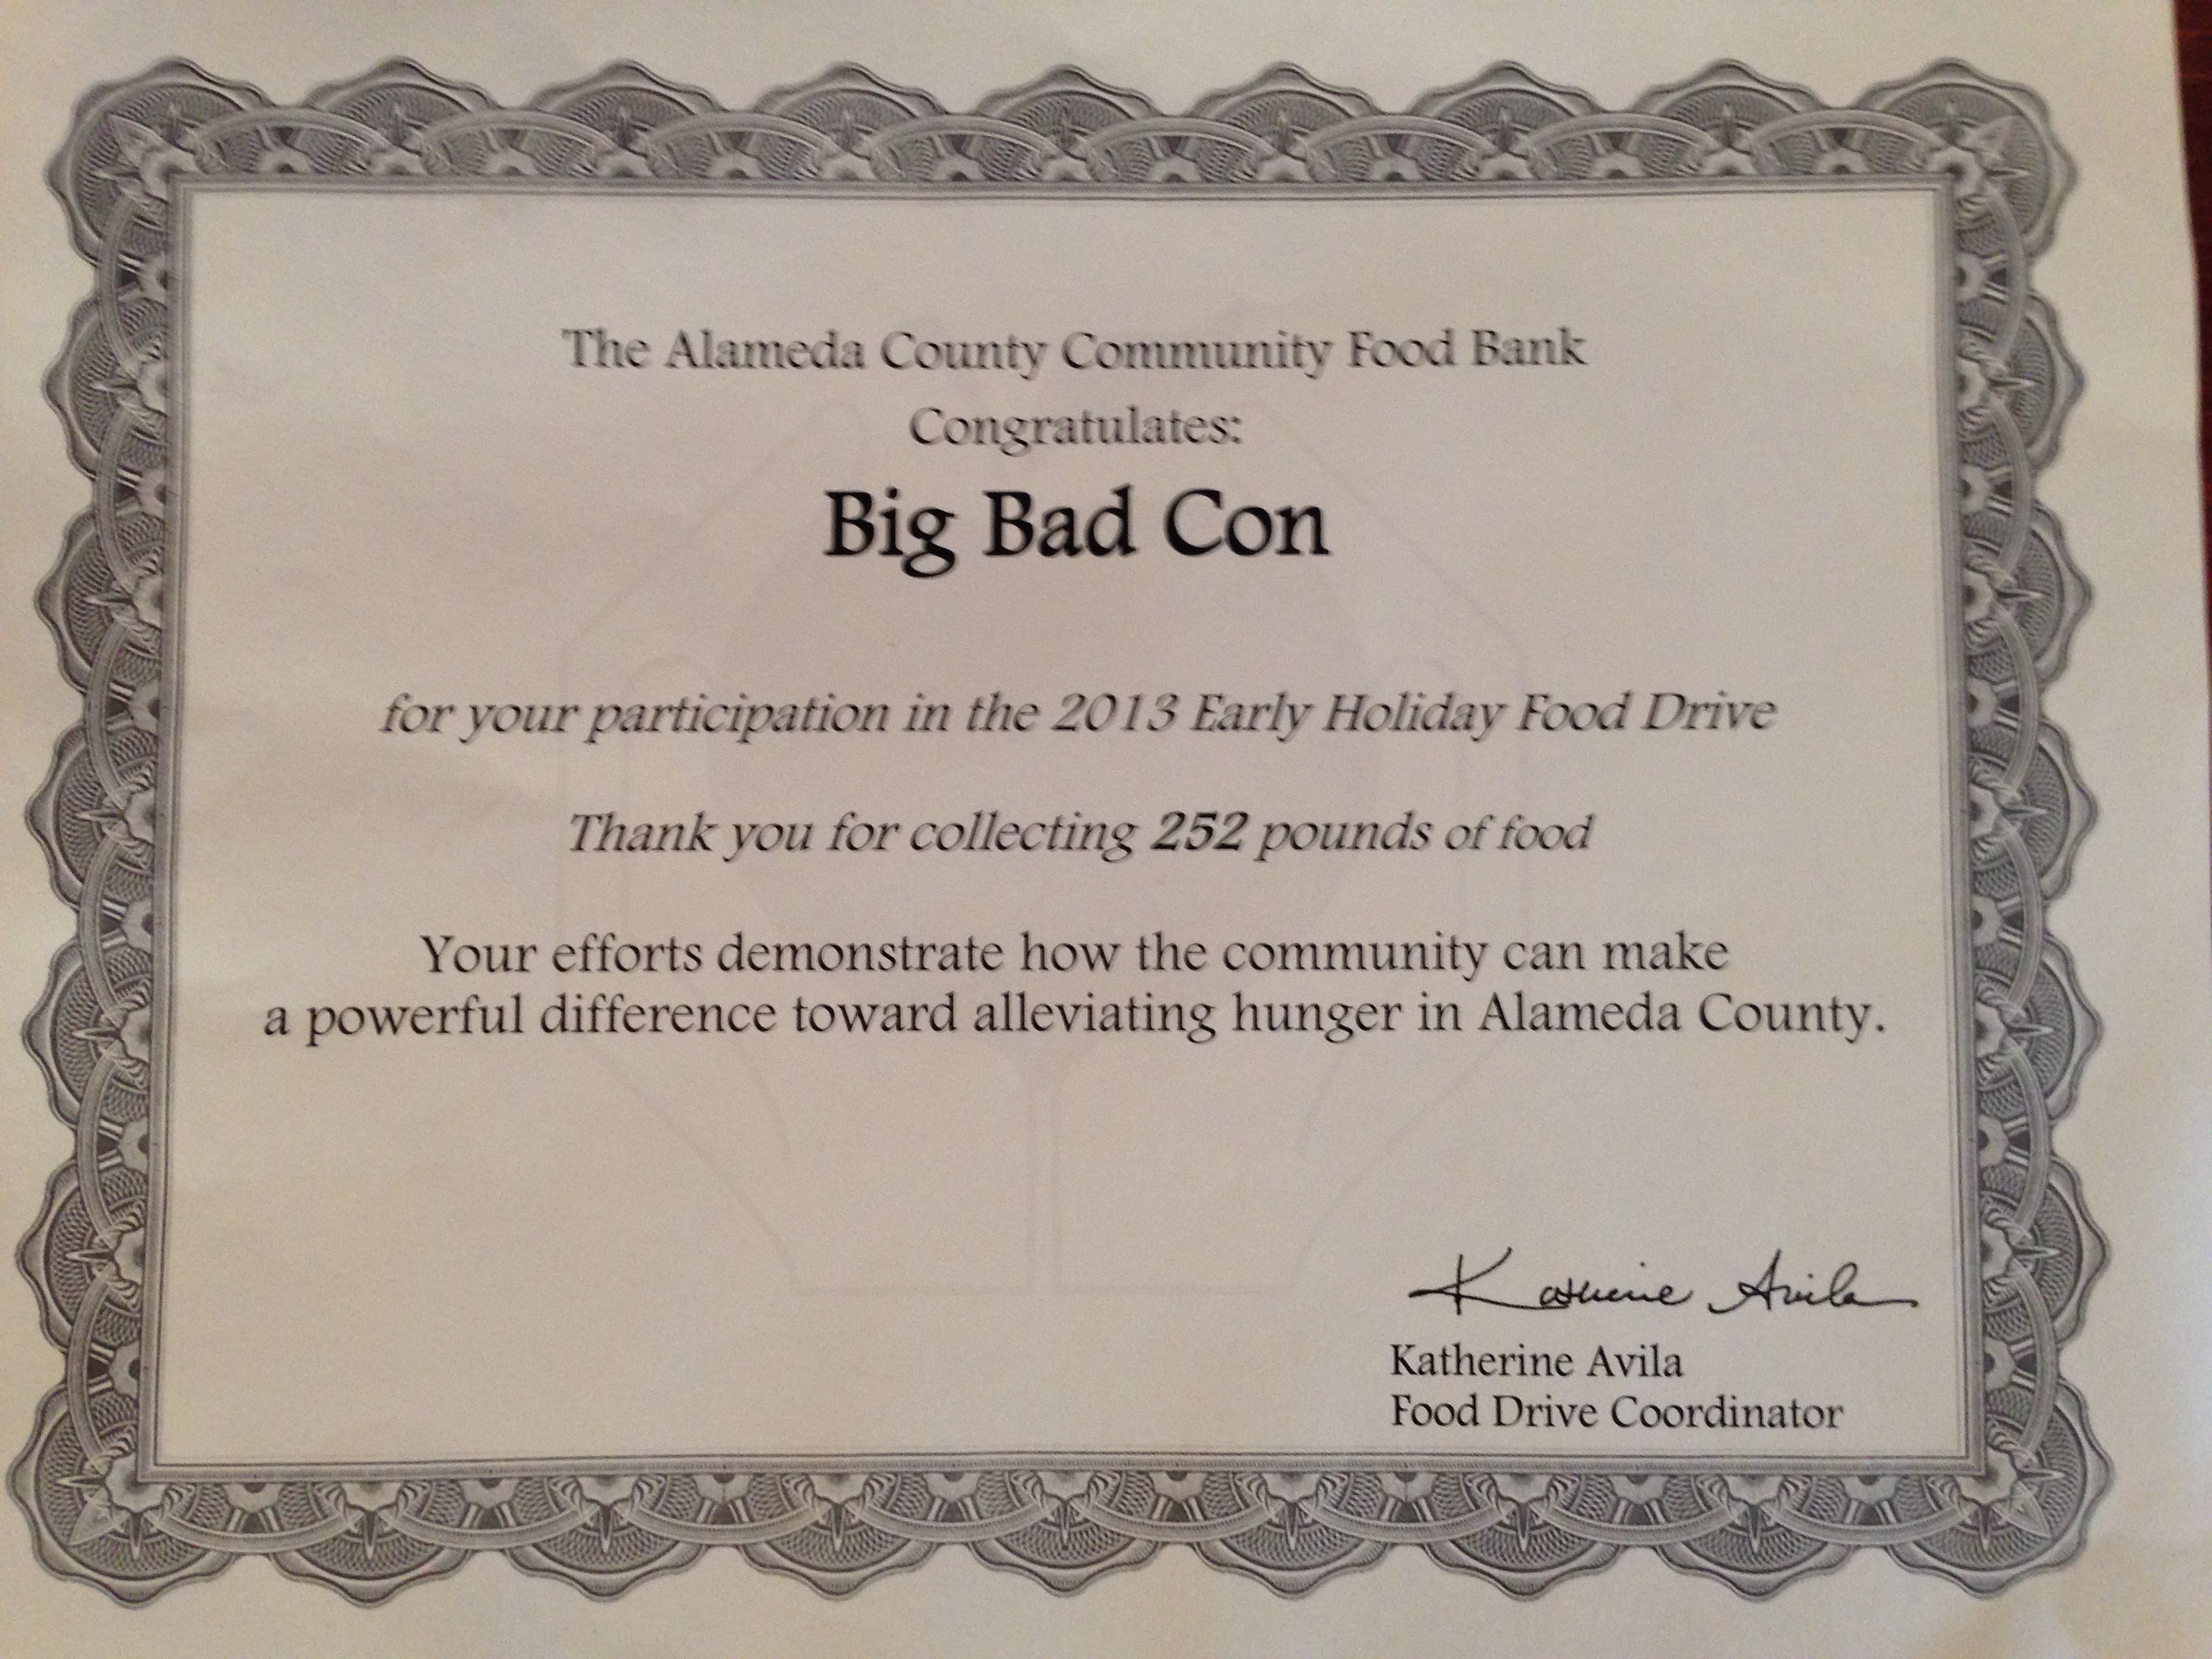 The Alameda County Community Food Bank
Congratulates:
Big Bad Con
for your participation in the 2013 Early Holiday Food Drive
Thank you for collecting 252 pounds of food
Your efforts demonstrate how the community can make
a powerful difference toward alleviating hunger in Alameda County.
Katherine Avila
Katherine Avila
Food Drive Coordinator